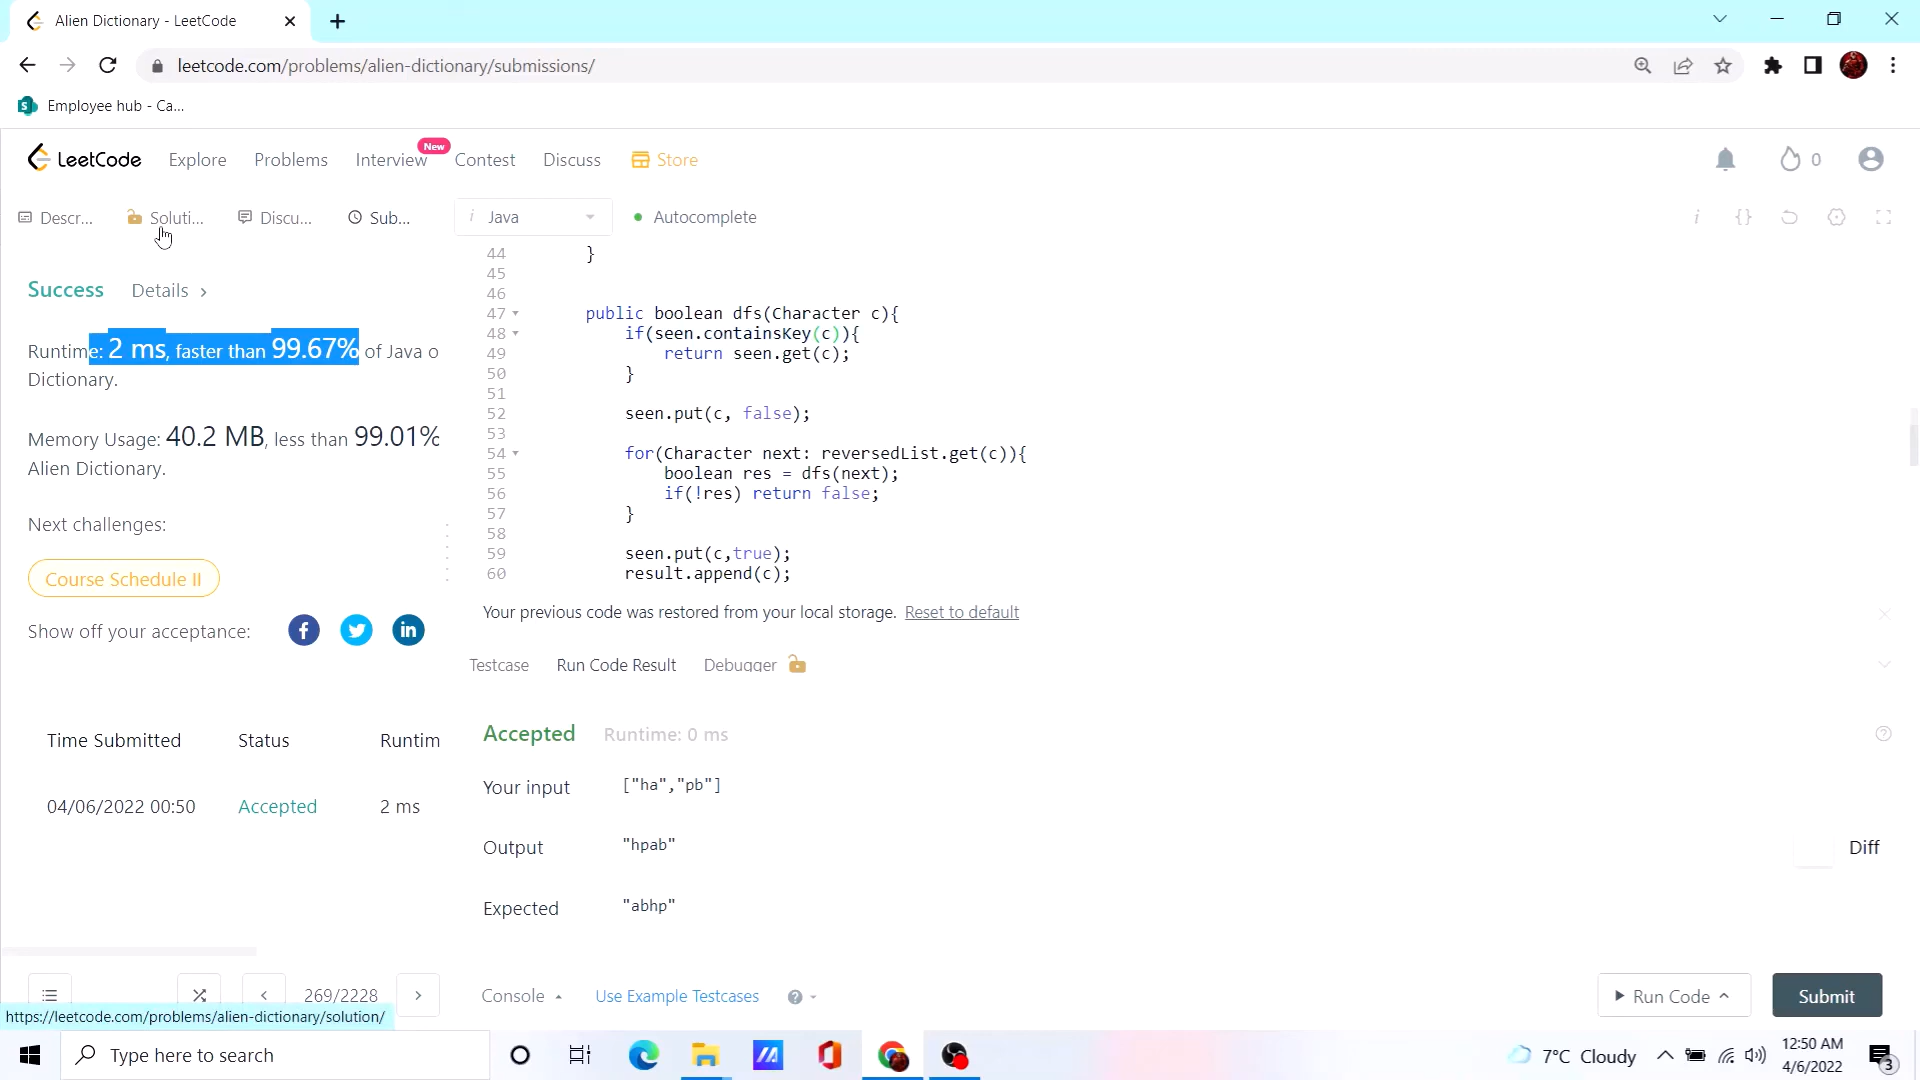 Alien Dictionary - LeetCode
leetcode.com/problems/alien-dictionary/submissions/
Employee hub - Ca...
LeetCode Explore Problems Interview New Contest Discuss Store 0
Descr... Soluti... Discu... Sub... i Java Autocomplete i {}
44 }
45
46
47 public boolean dfs(Character c){
48 if(seen.containsKey(c)){
49 return seen.get(c);
50 }
51
52 seen.put(c, false);
53
54 for(Character next: reversedList.get(c)){
55 boolean res = dfs(next);
56 if(!res) return false;
57 }
58
59 seen.put(c,true);
60 result.append(c);
Success Details >
Runtime: 2 ms, faster than 99.67% of Java o
Dictionary.
Memory Usage: 40.2 MB, less than 99.01%
Alien Dictionary.
Next challenges:
Course Schedule II
Show off your acceptance:
Time Submitted Status Runtim
04/06/2022 00:50 Accepted 2 ms
Your previous code was restored from your local storage. Reset to default
Testcase Run Code Result Debugger
Accepted Runtime: 0 ms
Your input ["ha","pb"]
Output "hpab"
Diff
Expected "abhp"
269/2228
Console Use Example Testcases
Run Code Submit
https://leetcode.com/problems/alien-dictionary/solution/
Type here to search
7°C Cloudy
12:50 AM
4/6/2022
3